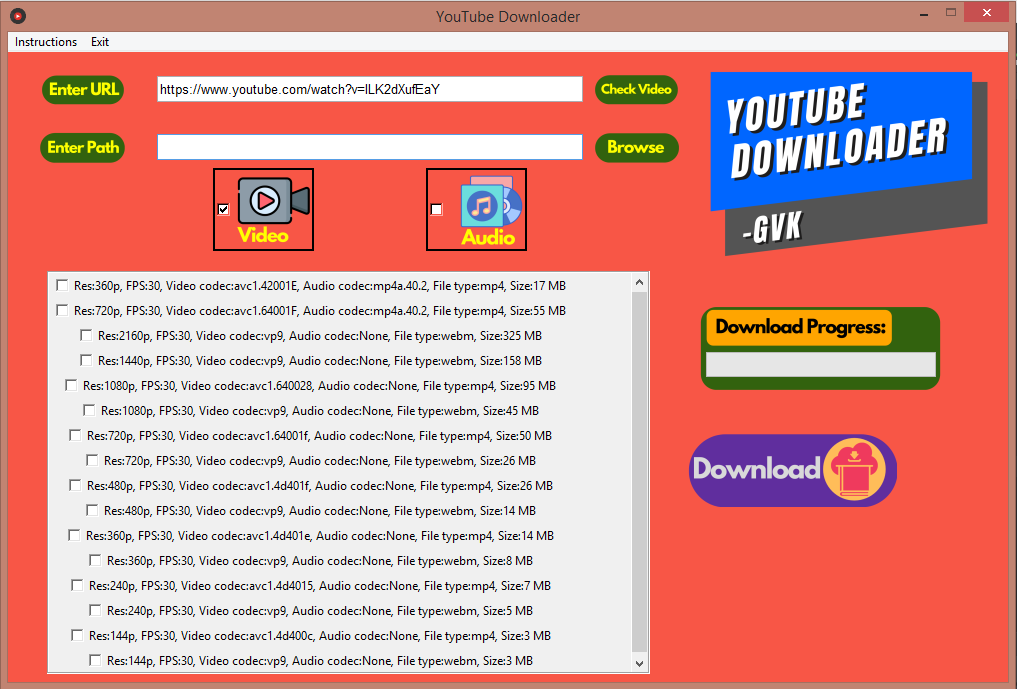 YouTube Downloader
Instructions Exit
Enter URL https://www.youtube.com/watch?v=lLK2dXufEaY Check Video
Enter Path Browse
YOUTUBE
DOWNLOADER
-GVK
Video Audio
Res:360p, FPS:30, Video codec:avc1.42001E, Audio codec:mp4a.40.2, File type:mp4, Size:17 MB
Res:720p, FPS:30, Video codec:avc1.64001F, Audio codec:mp4a.40.2, File type:mp4, Size:55 MB
Res:2160p, FPS:30, Video codec:vp9, Audio codec:None, File type:webm, Size:325 MB
Res:1440p, FPS:30, Video codec:vp9, Audio codec:None, File type:webm, Size:158 MB
Res:1080p, FPS:30, Video codec:avc1.640028, Audio codec:None, File type:mp4, Size:95 MB
Res:1080p, FPS:30, Video codec:vp9, Audio codec:None, File type:webm, Size:45 MB
Res:720p, FPS:30, Video codec:avc1.64001f, Audio codec:None, File type:mp4, Size:50 MB
Res:720p, FPS:30, Video codec:vp9, Audio codec:None, File type:webm, Size:26 MB
Res:480p, FPS:30, Video codec:avc1.4d401f, Audio codec:None, File type:mp4, Size:26 MB
Res:480p, FPS:30, Video codec:vp9, Audio codec:None, File type:webm, Size:14 MB
Res:360p, FPS:30, Video codec:avc1.4d401e, Audio codec:None, File type:mp4, Size:14 MB
Res:360p, FPS:30, Video codec:vp9, Audio codec:None, File type:webm, Size:8 MB
Res:240p, FPS:30, Video codec:avc1.4d4015, Audio codec:None, File type:mp4, Size:7 MB
Res:240p, FPS:30, Video codec:vp9, Audio codec:None, File type:webm, Size:5 MB
Res:144p, FPS:30, Video codec:avc1.4d400c, Audio codec:None, File type:mp4, Size:3 MB
Res:144p, FPS:30, Video codec:vp9, Audio codec:None, File type:webm, Size:3 MB
Download Progress:
Download